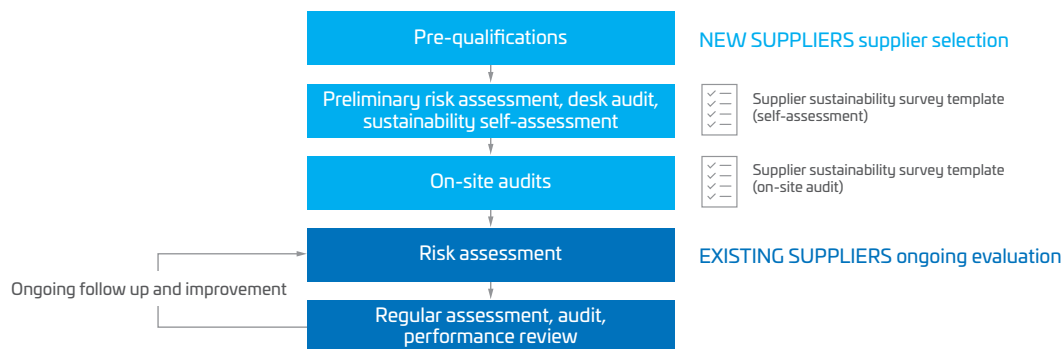 Pre-qualifications
NEW SUPPLIERS supplier selection
Preliminary risk assessment, desk audit,
sustainability self-assessment
Supplier sustainability survey template
(self-assessment)
On-site audits
Supplier sustainability survey template
(on-site audit)
Risk assessment
EXISTING SUPPLIERS ongoing evaluation
Ongoing follow up and improvement
Regular assessment, audit,
performance review